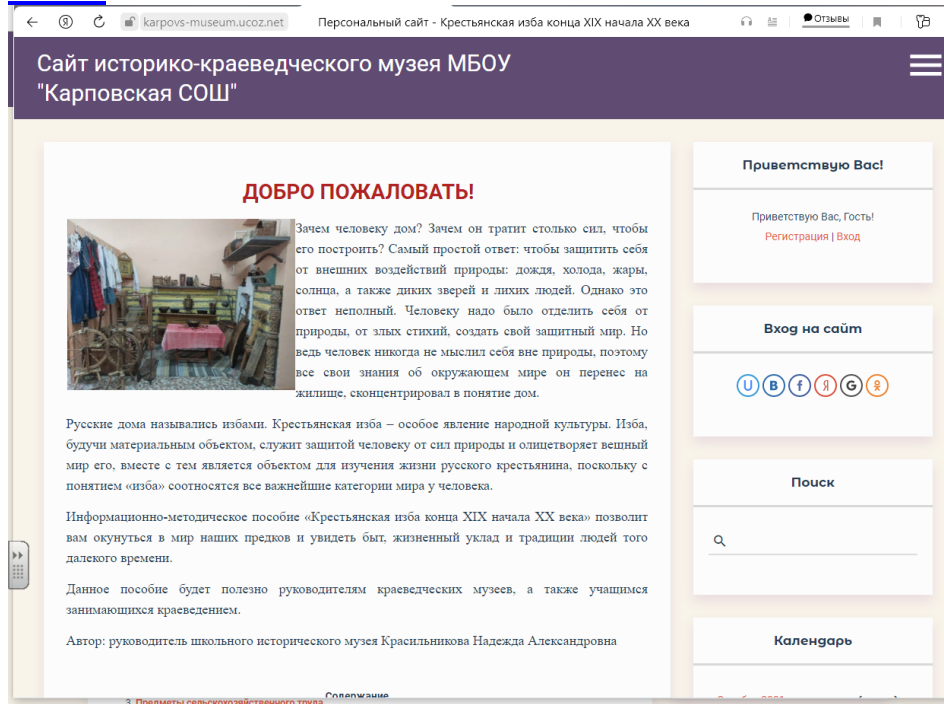 karpovs-museum.ucoz.net
Персональный сайт - Крестьянская изба конца XIX начала XX века
Отзывы
Сайт историко-краеведческого музея МБОУ
"Карповская СОШ"
ДОБРО ПОЖАЛОВАТЬ!
Зачем человеку дом? Зачем он тратит столько сил, чтобы
его построить? Самый простой ответ: чтобы защитить себя
от внешних воздействий природы: дождя, холода, жары,
солнца, а также диких зверей и лихих людей. Однако это
ответ неполный. Человеку надо было отделить себя от
природы, от злых стихий, создать свой защитный мир. Но
ведь человек никогда не мыслил себя вне природы, поэтому
все свои знания об окружающем мире он перенес на
жилище, сконцентрировал в понятие дом.
Русские дома назывались избами. Крестьянская изба – особое явление народной культуры. Изба,
будучи материальным объектом, служит защитой человеку от сил природы и олицетворяет вещный
мир его, вместе с тем является объектом для изучения жизни русского крестьянина, поскольку с
понятием «изба» соотносятся все важнейшие категории мира у человека.
Информационно-методическое пособие «Крестьянская изба конца XIX начала XX века» позволит
вам окунуться в мир наших предков и увидеть быт, жизненный уклад и традиции людей того
далекого времени.
Данное пособие будет полезно руководителям краеведческих музеев, а также учащимся
занимающихся краеведением.
Автор: руководитель школьного исторического музея Красильникова Надежда Александровна
Содержание
3. Предметы сельскохозяйственного труда
Приветствую Вас!
Приветствую Вас, Гость!
Регистрация | Вход
Вход на сайт
Поиск
Календарь